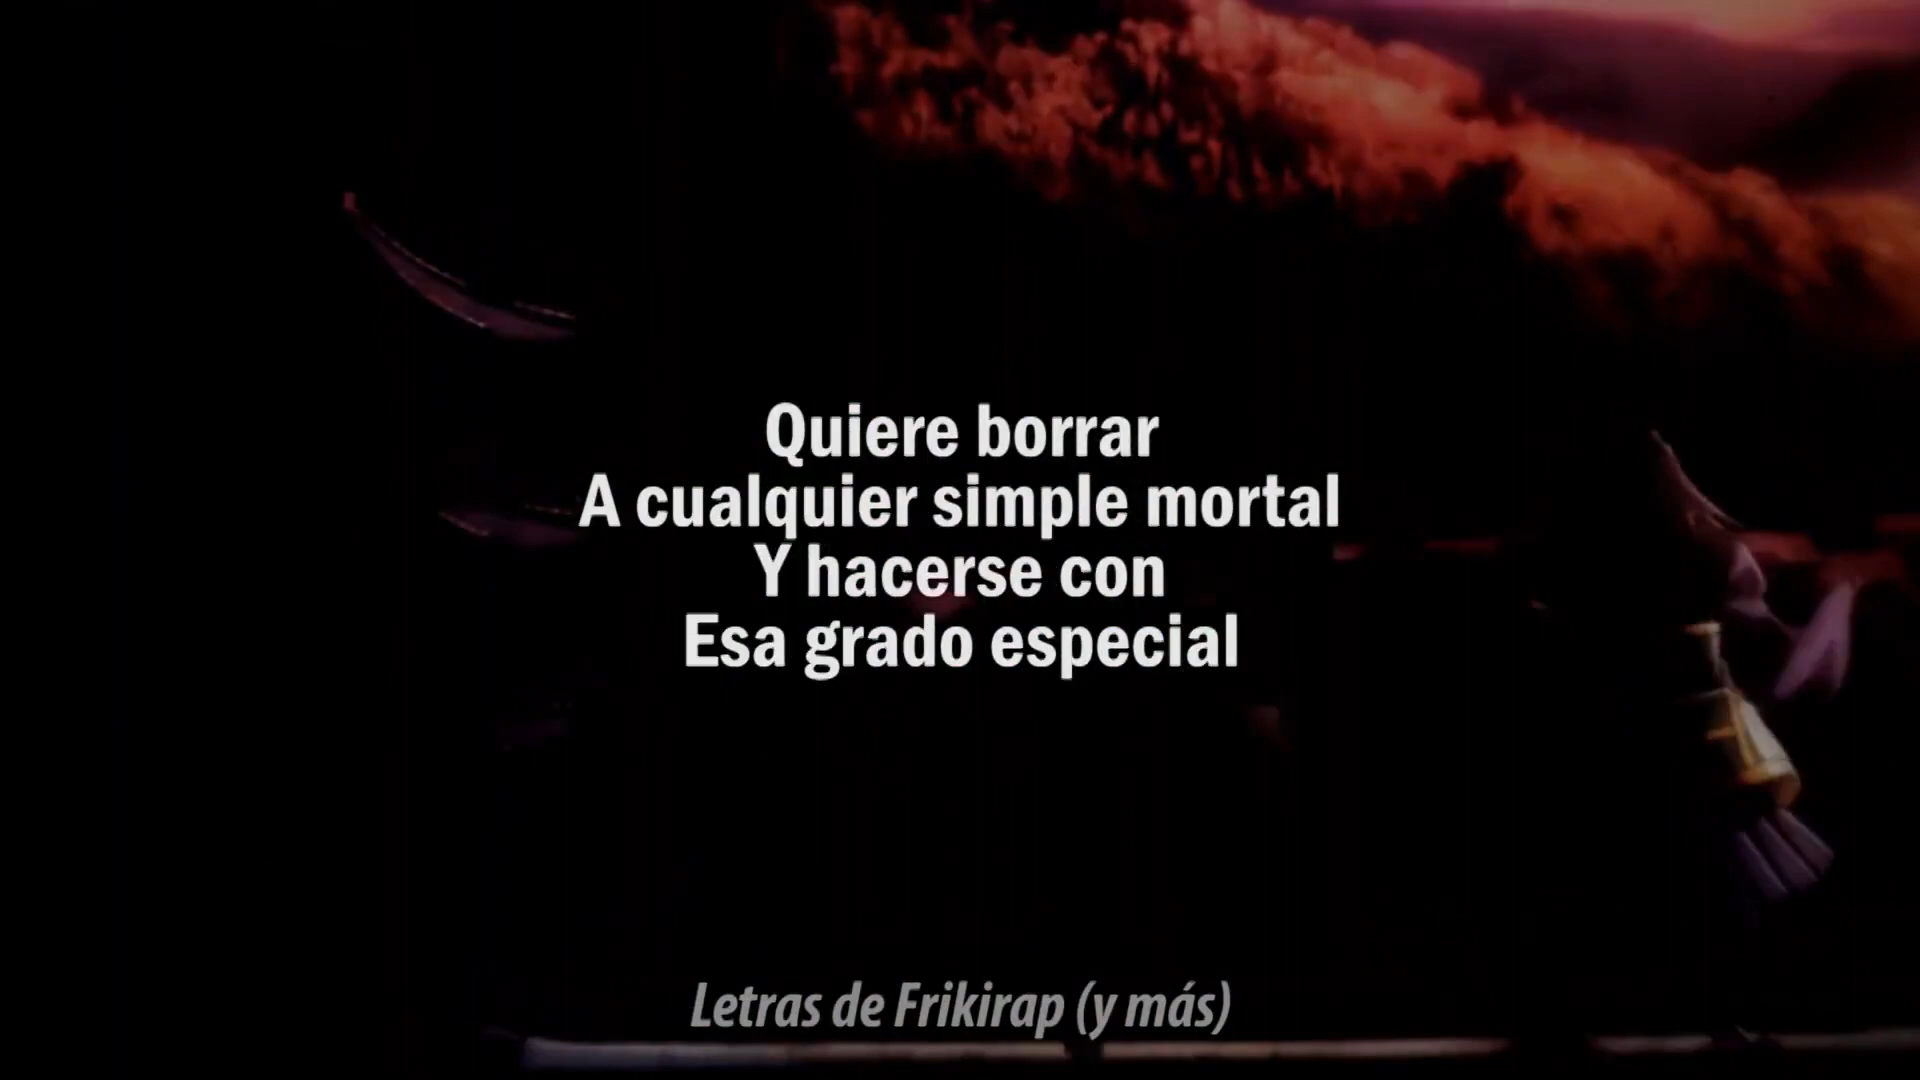 Quiere borrar
A cualquier simple mortal
Y hacerse con
Esa grado especial
Letras de Frikirap (y más)